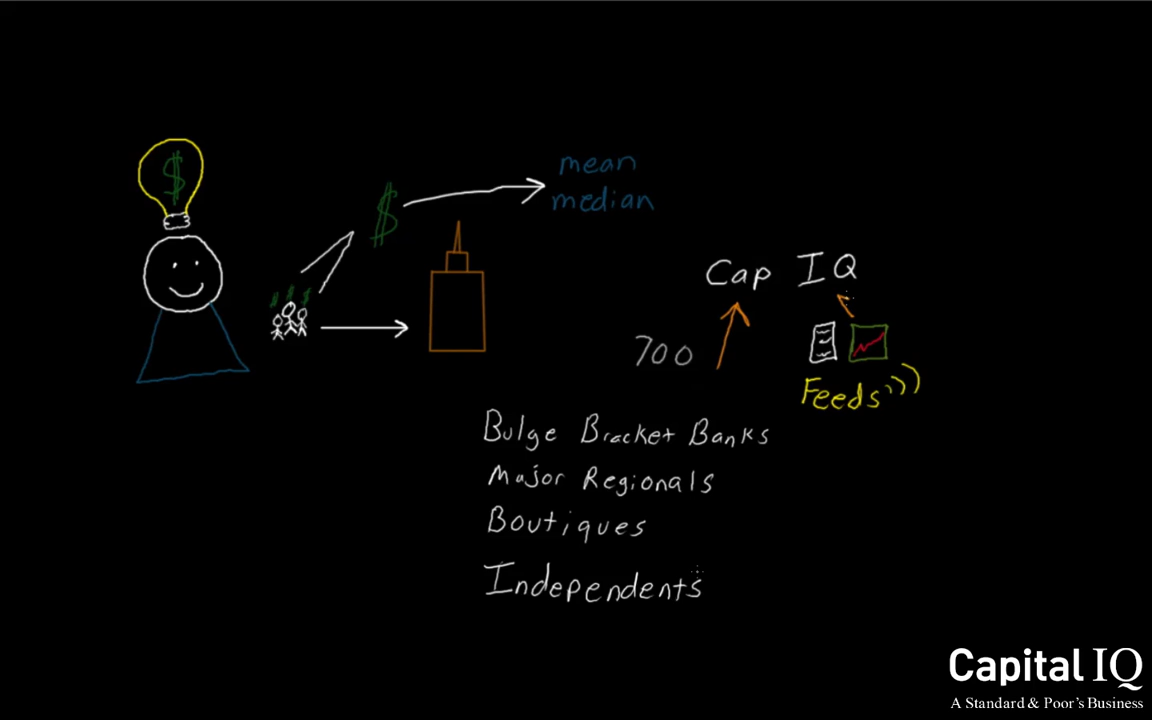 $
$
mean
median
$ $ $
Cap IQ
700
Feeds
Bulge Bracket Banks
Major Regionals
Boutiques
Independents
Capital IQ
A Standard & Poor's Business